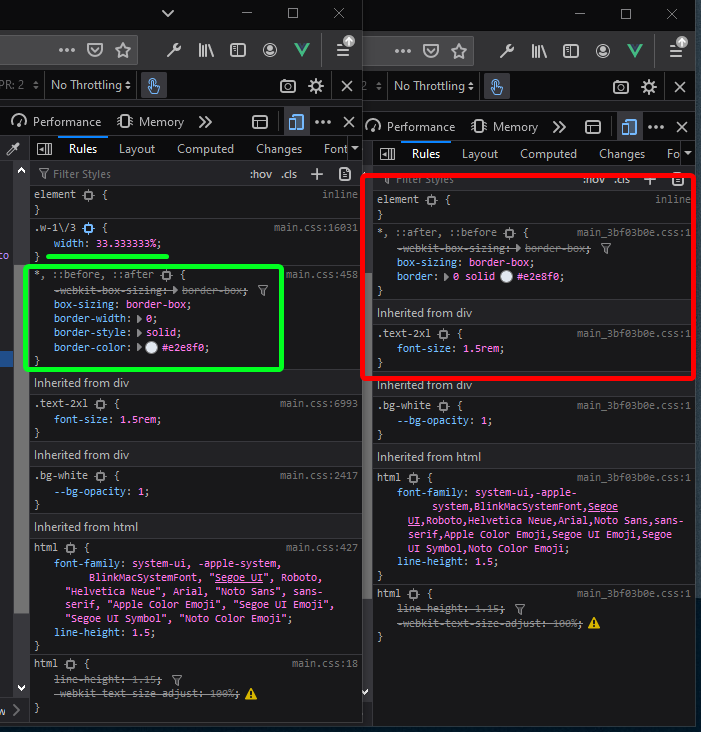 PR: 2 No Throttling
Performance Memory
Rules Layout Computed Changes Font
Filter Styles :hov .cls +
element { inline
}
.w-1\/3 { main.css:16031
width: 33.333333%;
}
*, ::before, ::after { main.css:458
-webkit-box-sizing: border-box;
box-sizing: border-box;
border-width: 0;
border-style: solid;
border-color: #e2e8f0;
}
Inherited from div
.text-2xl { main.css:6993
font-size: 1.5rem;
}
Inherited from div
.bg-white { main.css:2417
--bg-opacity: 1;
}
Inherited from html
html { main.css:427
font-family: system-ui, -apple-system,
BlinkMacSystemFont, "Segoe UI", Roboto,
"Helvetica Neue", Arial, "Noto Sans", sans-
serif, "Apple Color Emoji", "Segoe UI Emoji",
"Segoe UI Symbol", "Noto Color Emoji";
line-height: 1.5;
}
html { main.css:18
line-height: 1.15;
-webkit-text-size-adjust: 100%;
}
to
w
2 No Throttling
Performance Memory
Rules Layout Computed Changes Fo
Filter Styles :hov .cls +
element { inline
}
*, ::after, ::before { main_3bf03b0e.css:1
-webkit-box-sizing: border-box;
box-sizing: border-box;
border: 0 solid #e2e8f0;
}
Inherited from div
.text-2xl { main_3bf03b0e.css:1
font-size: 1.5rem;
}
Inherited from div
.bg-white { main_3bf03b0e.css:1
--bg-opacity: 1;
}
Inherited from html
html { main_3bf03b0e.css:1
font-family: system-ui,-apple-
system,BlinkMacSystemFont,Segoe
UI,Roboto,Helvetica Neue,Arial,Noto Sans,sans-
serif,Apple Color Emoji,Segoe UI Emoji,Segoe
UI Symbol,Noto Color Emoji;
line-height: 1.5;
}
html { main_3bf03b0e.css:1
line-height: 1.15;
-webkit-text-size-adjust: 100%;
}